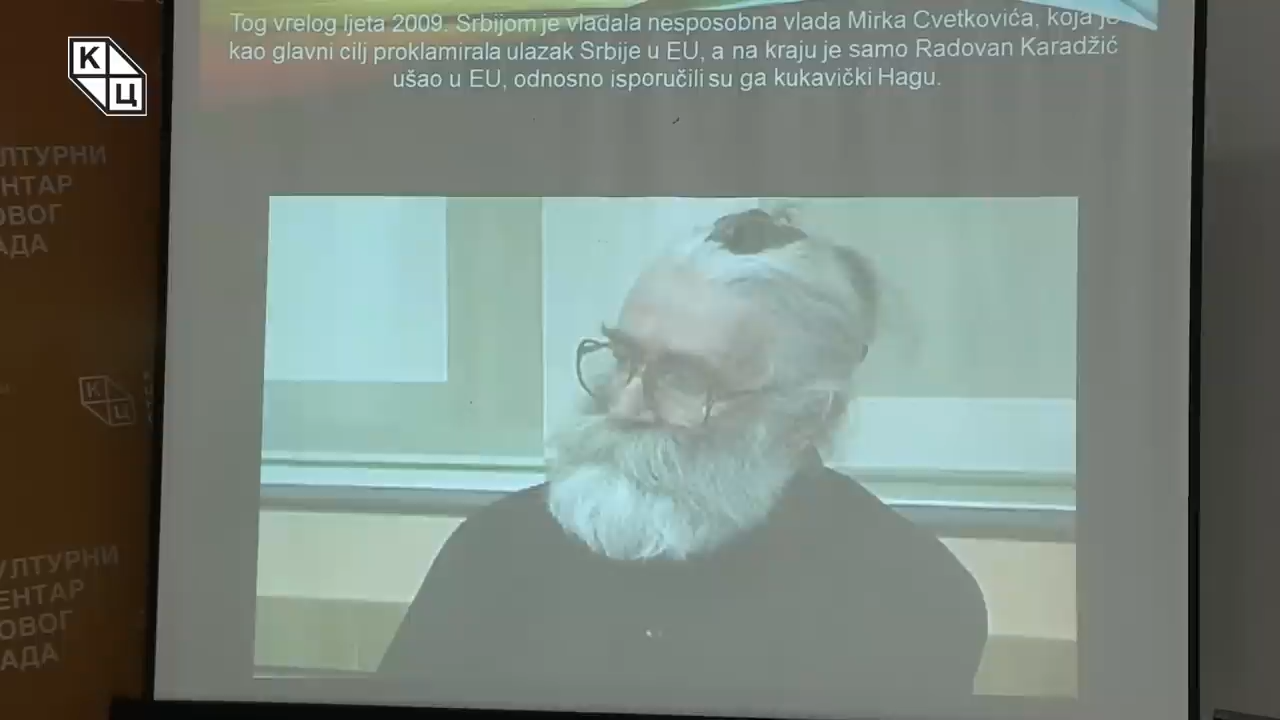 Tog vrelog ljeta 2009. Srbijom je vladala nesposobna vlada Mirka Cvetkovića, koja je
kao glavni cilj proklamirala ulazak Srbije u EU, a na kraju je samo Radovan Karadžić
ušao u EU, odnosno isporučili su ga kukavički Hagu.
К
Ц
ЛТУРНИ
НТАР
ОВОГ
АДА
К
Ц
УЛТУРНИ
ЕНТАР
ОВОГ
АДА